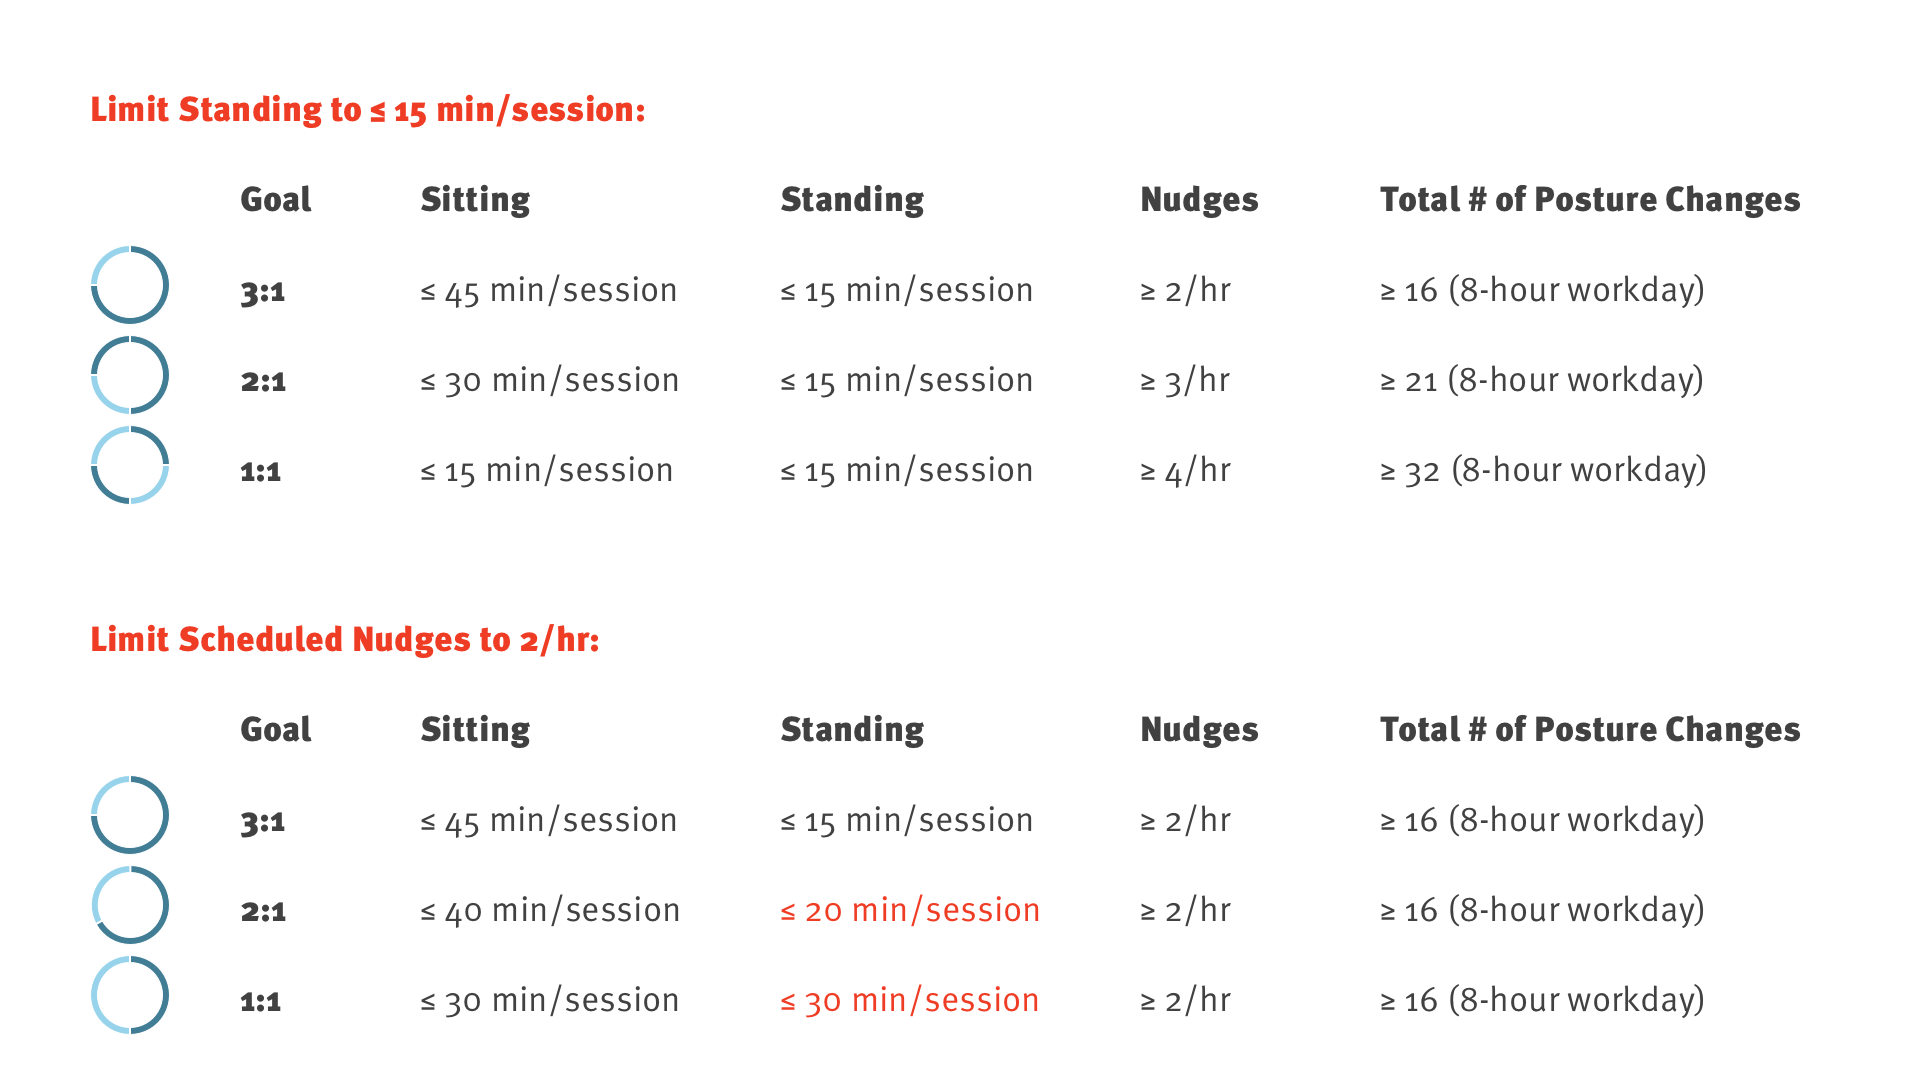 Limit Standing to ≤ 15 min/session:
Goal Sitting Standing Nudges Total # of Posture Changes
3:1 ≤ 45 min/session ≤ 15 min/session ≥ 2/hr ≥ 16 (8-hour workday)
2:1 ≤ 30 min/session ≤ 15 min/session ≥ 3/hr ≥ 21 (8-hour workday)
1:1 ≤ 15 min/session ≤ 15 min/session ≥ 4/hr ≥ 32 (8-hour workday)
Limit Scheduled Nudges to 2/hr:
Goal Sitting Standing Nudges Total # of Posture Changes
3:1 ≤ 45 min/session ≤ 15 min/session ≥ 2/hr ≥ 16 (8-hour workday)
2:1 ≤ 40 min/session ≤ 20 min/session ≥ 2/hr ≥ 16 (8-hour workday)
1:1 ≤ 30 min/session ≤ 30 min/session ≥ 2/hr ≥ 16 (8-hour workday)